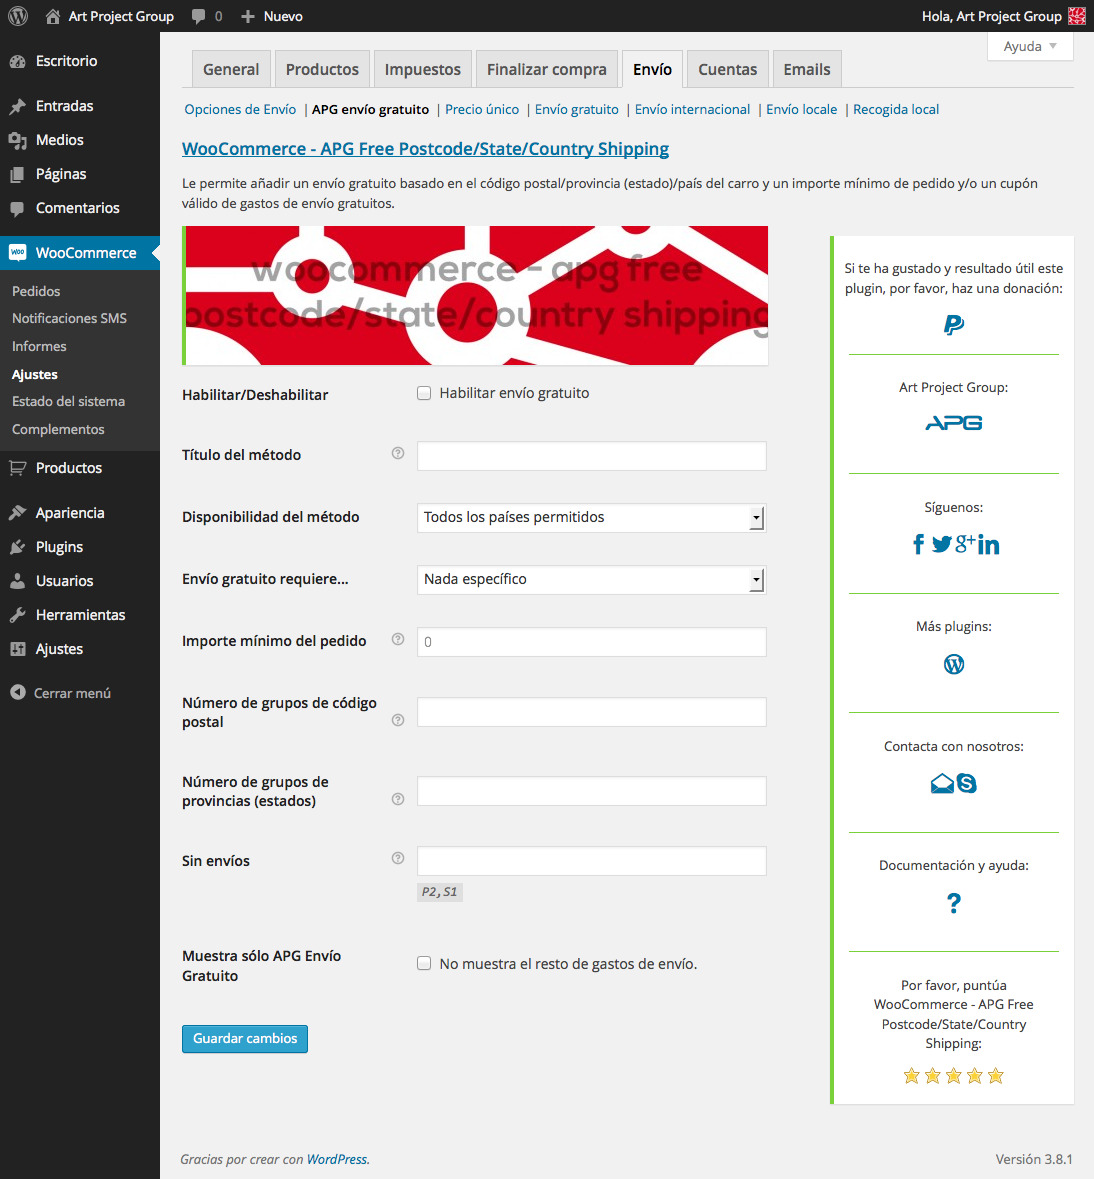 Art Project Group 0 Nuevo Hola, Art Project Group
Ayuda
Escritorio
Entradas
Medios
Páginas
Comentarios
woo WooCommerce
Pedidos
Notificaciones SMS
Informes
Ajustes
Estado del sistema
Complementos
Productos
Apariencia
Plugins
Usuarios
Herramientas
Ajustes
Cerrar menú
General Productos Impuestos Finalizar compra Envío Cuentas Emails
Opciones de Envío | APG envío gratuito | Precio único | Envío gratuito | Envío internacional | Envío locale | Recogida local
WooCommerce - APG Free Postcode/State/Country Shipping
Le permite añadir un envío gratuito basado en el código postal/provincia (estado)/país del carro y un importe mínimo de pedido y/o un cupón
válido de gastos de envío gratuitos.
woocommerce - apg free
postcode/state/country shipping
Habilitar/Deshabilitar Habilitar envío gratuito
Título del método ?
Disponibilidad del método Todos los países permitidos
Envío gratuito requiere... Nada específico
Importe mínimo del pedido ? 0
Número de grupos de código
postal ?
Número de grupos de
provincias (estados) ?
Sin envíos ?
P2,S1
Muestra sólo APG Envío
Gratuito
No muestra el resto de gastos de envío.
Guardar cambios
Si te ha gustado y resultado útil este
plugin, por favor, haz una donación:
Art Project Group:
APG
Síguenos:
f g+ in
Más plugins:
Contacta con nosotros:
Documentación y ayuda:
?
Por favor, puntúa
WooCommerce - APG Free
Postcode/State/Country
Shipping:
Gracias por crear con WordPress.
Versión 3.8.1